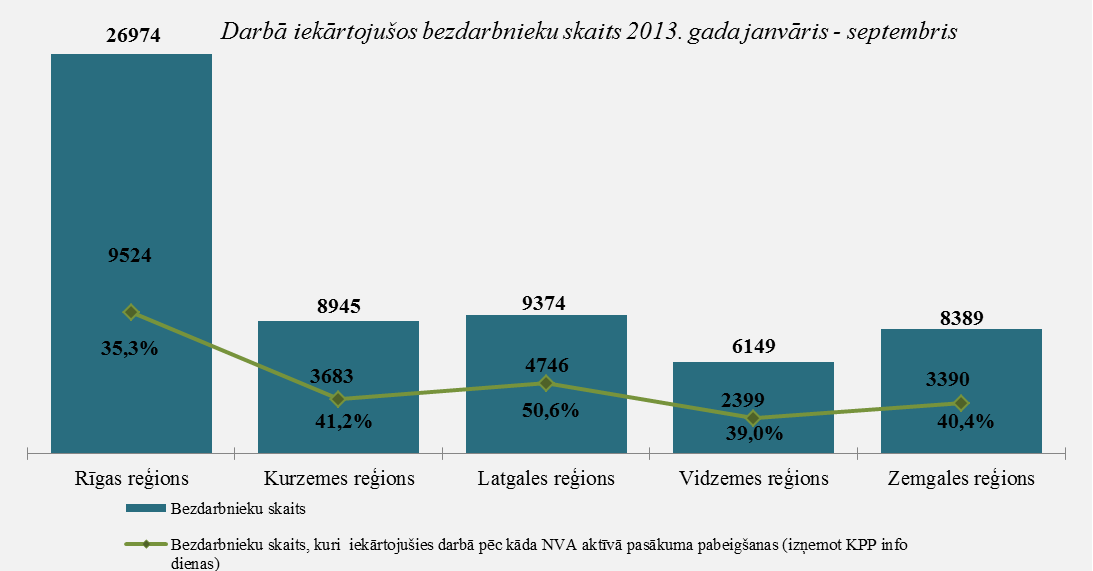 Darbā iekārtojušos bezdarbnieku skaits 2013. gada janvāris - septembris
26974
9524
35,3%
8945
3683
41,2%
9374
4746
50,6%
6149
2399
39,0%
8389
3390
40,4%
Rīgas reģions
Kurzemes reģions
Latgales reģions
Vidzemes reģions
Zemgales reģions
Bezdarbnieku skaits
Bezdarbnieku skaits, kuri iekārtojušies darbā pēc kāda NVA aktīvā pasākuma pabeigšanas (izņemot KPP info
dienas)